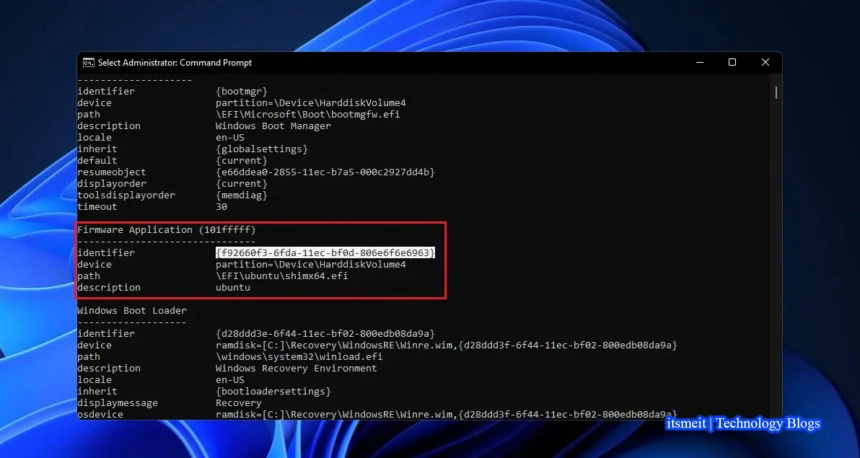 Select Administrator: Command Prompt
--------------------
identifier              {bootmgr}
device                  partition=\Device\HarddiskVolume4
path                    \EFI\Microsoft\Boot\bootmgfw.efi
description             Windows Boot Manager
locale                  en-US
inherit                 {globalsettings}
default                 {current}
resumeobject            {e66ddea0-2855-11ec-b7a5-000c2927dd4b}
displayorder            {current}
toolsdisplayorder       {memdiag}
timeout                 30
Firmware Application (101fffff)
-------------------------------
identifier              {f92660f3-6fda-11ec-bf0d-806e6f6e6963}
device                  partition=\Device\HarddiskVolume4
path                    \EFI\ubuntu\shimx64.efi
description             ubuntu
Windows Boot Loader
-------------------
identifier              {d28ddd3e-6f44-11ec-bf02-800edb08da9a}
device                  ramdisk=[C:]\Recovery\WindowsRE\Winre.wim,{d28ddd3f-6f44-11ec-bf02-800edb08da9a}
path                    \windows\system32\winload.efi
description             Windows Recovery Environment
locale                  en-US
inherit                 {bootloadersettings}
displaymessage          Recovery
osdevice                ramdisk=[C:]\Recovery\WindowsRE\Winre.wim,{d28ddd3f-6f44-11ec-bf02-800edb08da9a}
itsmeit | Technology Blogs